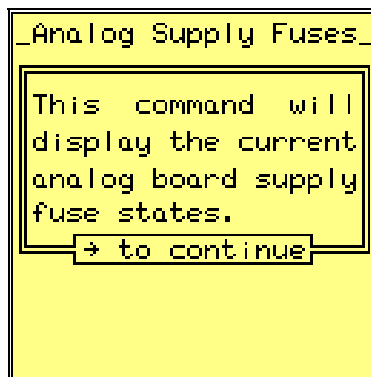 _Analog Supply Fuses_
This command will
display the current
analog board supply
fuse states.
→ to continue